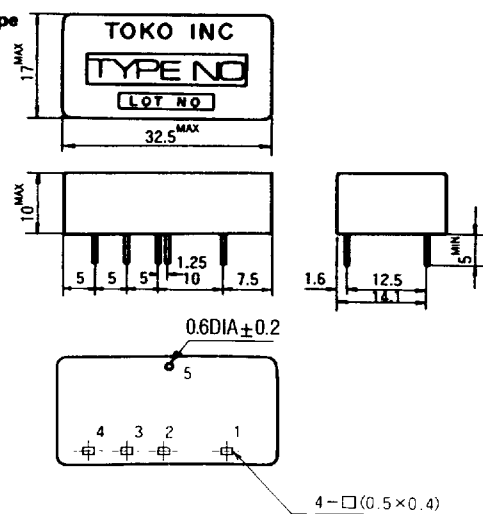 pe
TOKO INC
TYPE NO
LOT NO
17MAX
32.5MAX
10MAX
5 5 5 1.25 10 7.5
5MIN
1.6 12.5
14.1
0.6DIA±0.2
5
4 3 2 1
4-□(0.5×0.4)